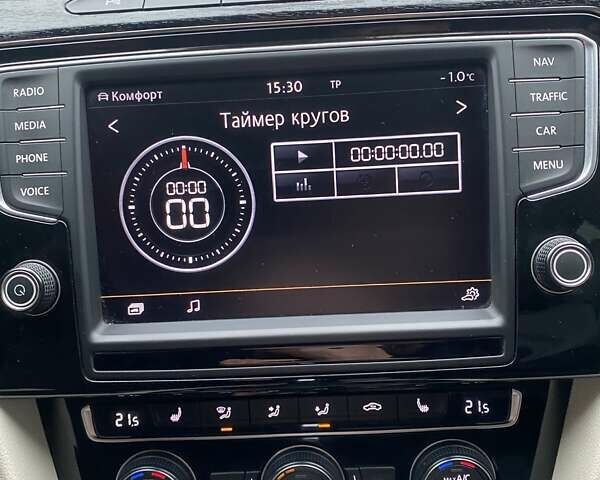 RADIO
MEDIA
PHONE
VOICE
Комфорт 15:30 TP -1.0°C
Таймер кругов
00:00
00
00:00:00.00
NAV
TRAFFIC
CAR
MENU
21.5 21.5
MAX A/C